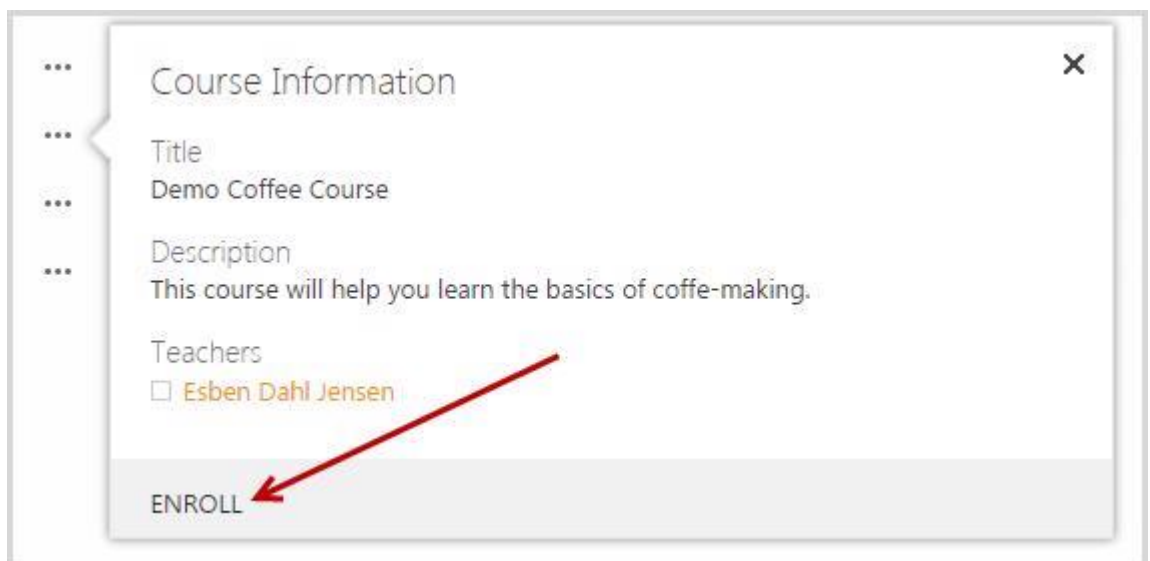 Course Information
Title
Demo Coffee Course
Description
This course will help you learn the basics of coffe-making.
Teachers
Esben Dahl Jensen
ENROLL